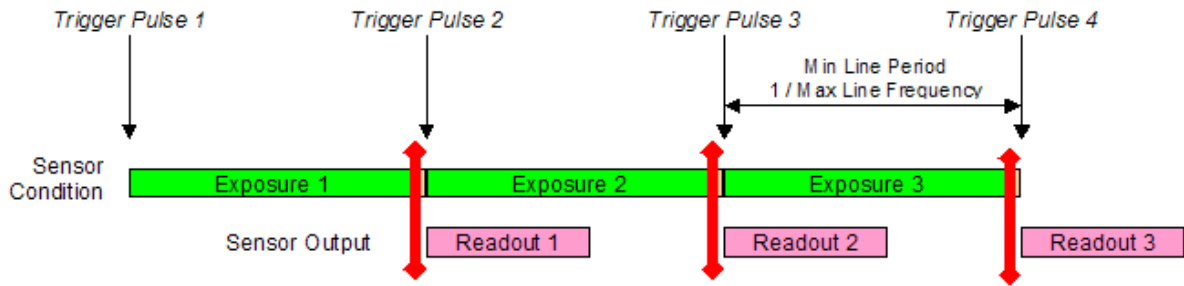 Trigger Pulse 1
Trigger Pulse 2
Trigger Pulse 3
Trigger Pulse 4
Min Line Period
1 / Max Line Frequency
Sensor
Condition
Exposure 1
Exposure 2
Exposure 3
Sensor Output
Readout 1
Readout 2
Readout 3